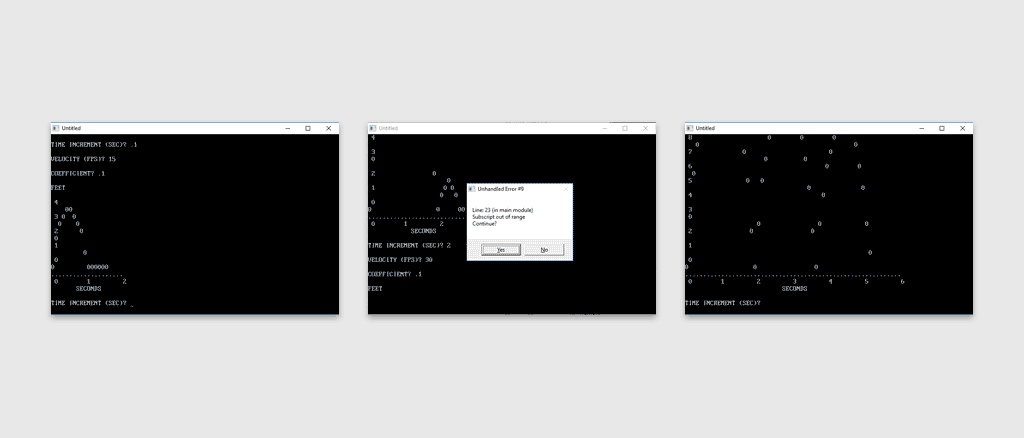 Untitled
TIME INCREMENT (SEC)? .1
VELOCITY (FPS)? 15
COEFFICIENT? .1
FEET
4
00
3 0 0
0 0
2 0
0
1
0
0
0 000000
.....................
0 1 2
SECONDS
TIME INCREMENT (SEC)? _
Untitled
4
3
0
2 0
0
1 0 0
0 0
0
0 0 00
...........................
0 1 2
SECONDS
TIME INCREMENT (SEC)? 2
VELOCITY (FPS)? 30
COEFFICIENT? .1
FEET
Unhandled Error #9
Line: 23 (in main module)
Subscript out of range
Continue?
Yes
No
Untitled
8 0 0 0
0 0
7 0 0
0 0
6 0 0
0
5 0 0
0 0
4 0
3 0 0
2 0 0
1 0
0 0 0
.............................................................
0 1 2 3 4 5 6
SECONDS
TIME INCREMENT (SEC)?